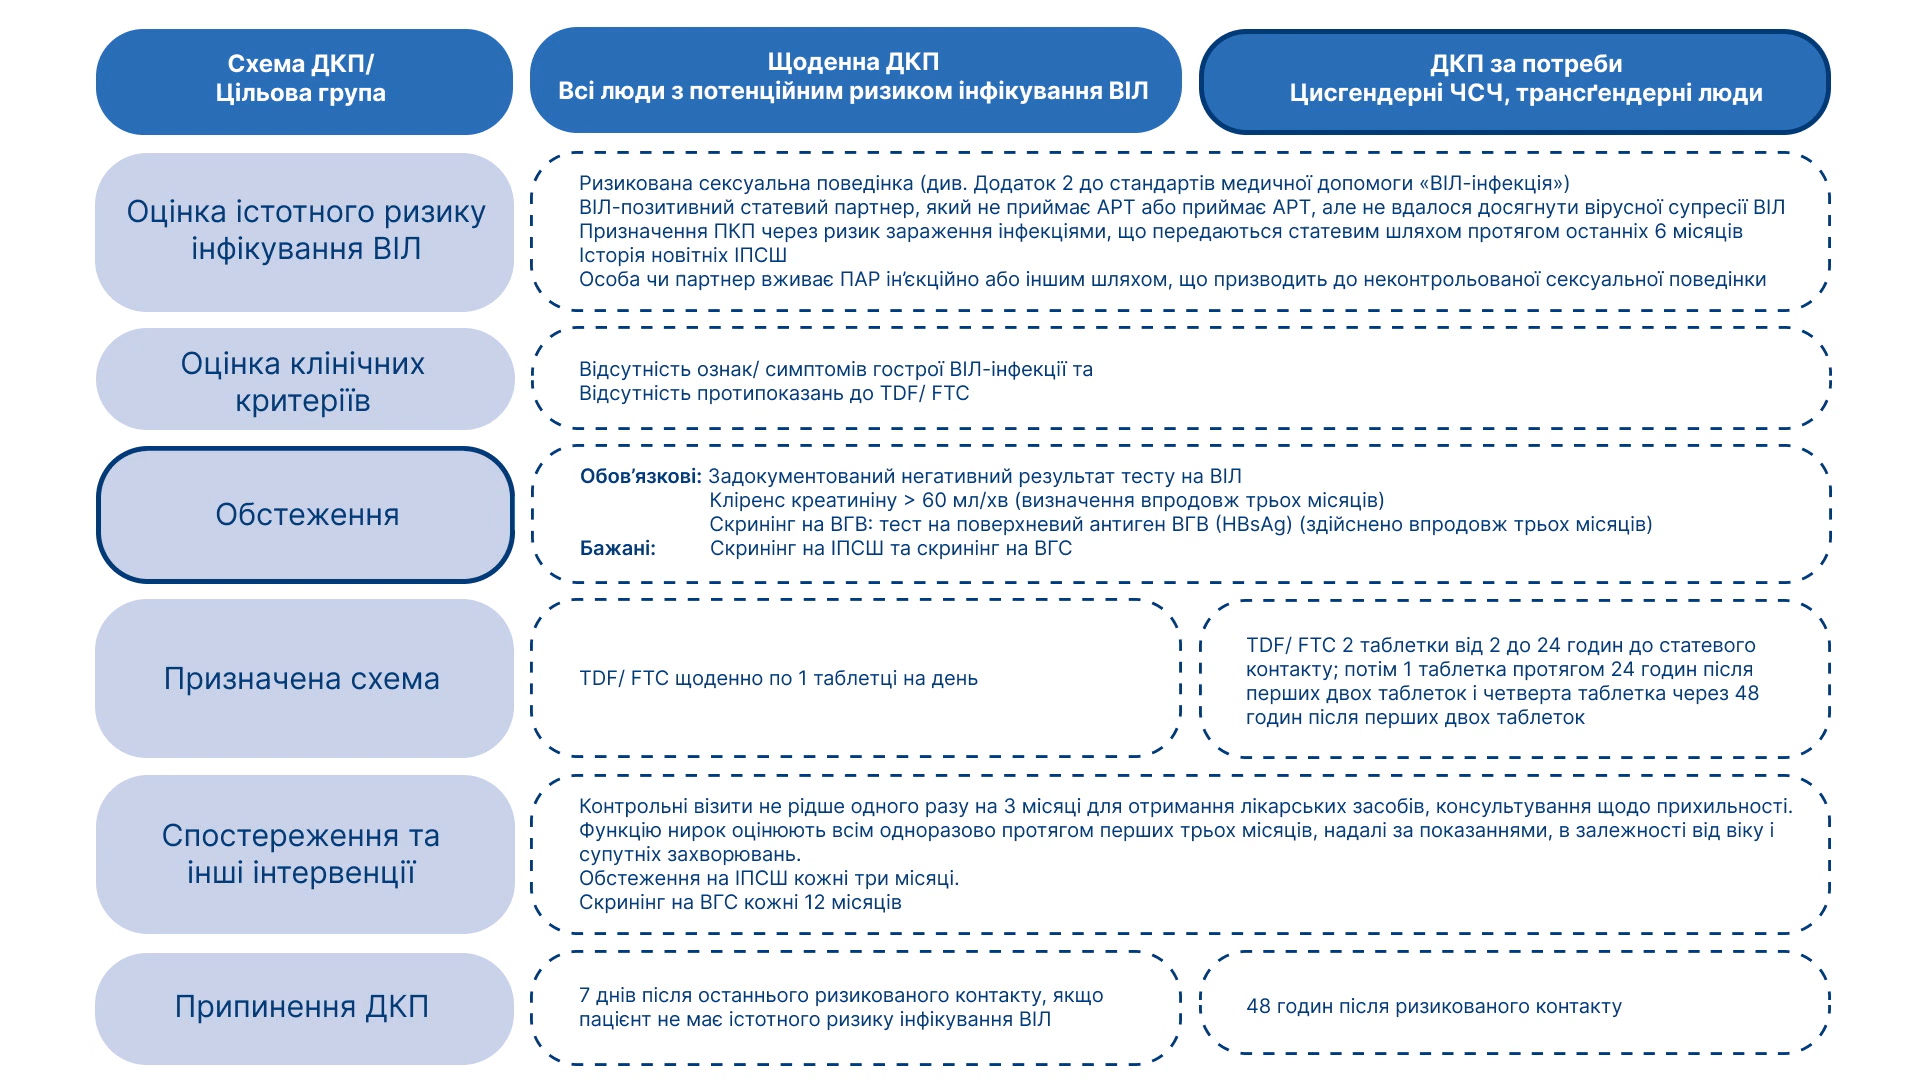 Схема ДКП/
Цільова група
Щоденна ДКП
Всі люди з потенційним ризиком інфікування ВІЛ
ДКП за потреби
Цисгендерні ЧСЧ, трансґендерні люди
Оцінка істотного ризику
інфікування ВІЛ
Ризикована сексуальна поведінка (див. Додаток 2 до стандартів медичної допомоги «ВІЛ-інфекція»)
ВІЛ-позитивний статевий партнер, який не приймає АРТ або приймає АРТ, але не вдалося досягнути вірусної супресії ВІЛ
Призначення ПКП через ризик зараження інфекціями, що передаються статевим шляхом протягом останніх 6 місяців
Історія новітніх ІПСШ
Особа чи партнер вживає ПАР ін’єкційно або іншим шляхом, що призводить до неконтрольованої сексуальної поведінки
Оцінка клінічних
критеріїв
Відсутність ознак/ симптомів гострої ВІЛ-інфекції та
Відсутність протипоказань до TDF/ FTC
Обстеження
Обов’язкові: Задокументований негативний результат тесту на ВІЛ
Кліренс креатиніну > 60 мл/хв (визначення впродовж трьох місяців)
Скринінг на ВГВ: тест на поверхневий антиген ВГВ (HBsAg) (здійснено впродовж трьох місяців)
Бажані: Скринінг на ІПСШ та скринінг на ВГС
Призначена схема
TDF/ FTC щоденно по 1 таблетці на день
TDF/ FTC 2 таблетки від 2 до 24 годин до статевого
контакту; потім 1 таблетка протягом 24 годин після
перших двох таблеток і четверта таблетка через 48
годин після перших двох таблеток
Спостереження та
інші інтервенції
Контрольні візити не рідше одного разу на 3 місяці для отримання лікарських засобів, консультування щодо прихильності.
Функцію нирок оцінюють всім одноразово протягом перших трьох місяців, надалі за показаннями, в залежності від віку і
супутніх захворювань.
Обстеження на ІПСШ кожні три місяці.
Скринінг на ВГС кожні 12 місяців
Припинення ДКП
7 днів після останнього ризикованого контакту, якщо
пацієнт не має істотного ризику інфікування ВІЛ
48 годин після ризикованого контакту